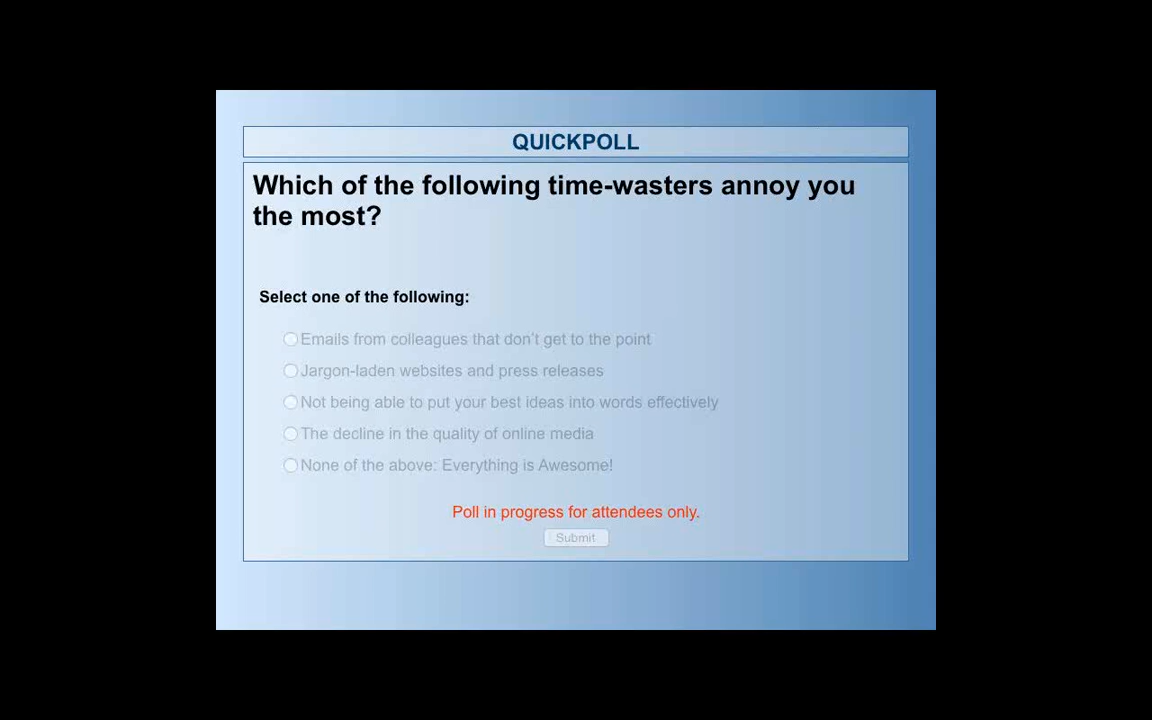 QUICKPOLL
Which of the following time-wasters annoy you
the most?
Select one of the following:
Emails from colleagues that don't get to the point
Jargon-laden websites and press releases
Not being able to put your best ideas into words effectively
The decline in the quality of online media
None of the above: Everything is Awesome!
Poll in progress for attendees only.
Submit